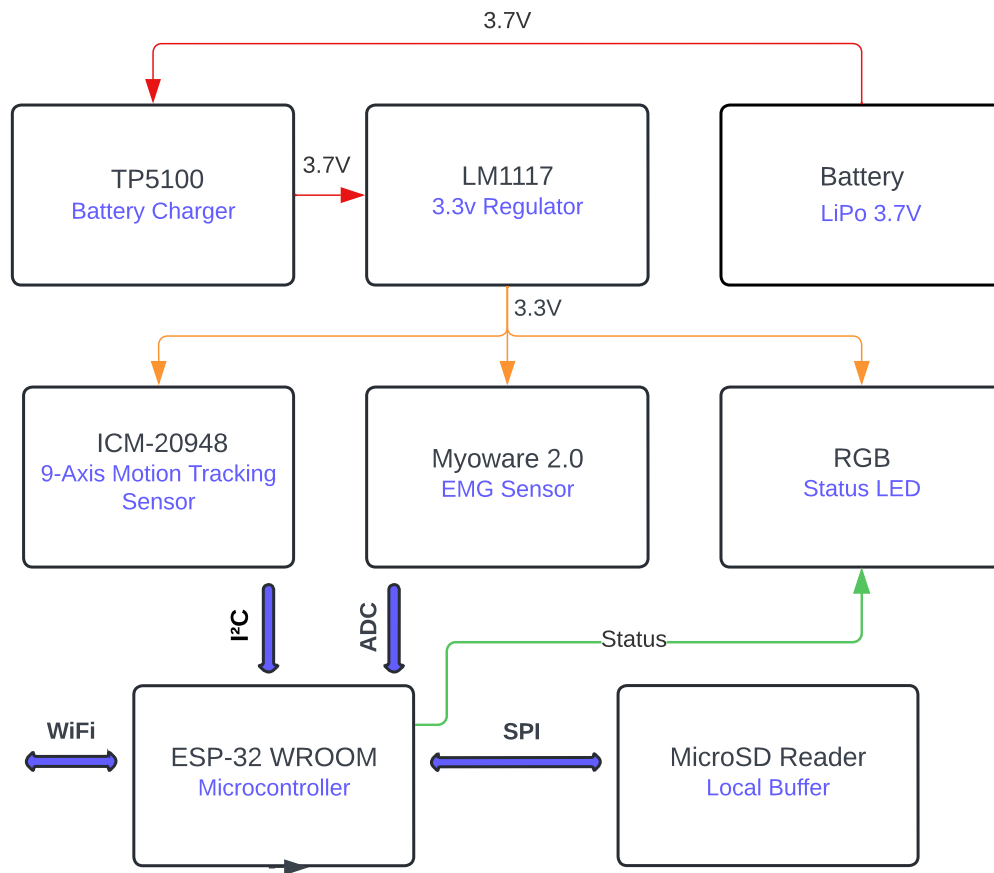 3.7V
TP5100
Battery Charger
3.7V
LM1117
3.3v Regulator
Battery
LiPo 3.7V
3.3V
ICM-20948
9-Axis Motion Tracking
Sensor
Myoware 2.0
EMG Sensor
RGB
Status LED
I²C
ADC
Status
WiFi
ESP-32 WROOM
Microcontroller
SPI
MicroSD Reader
Local Buffer